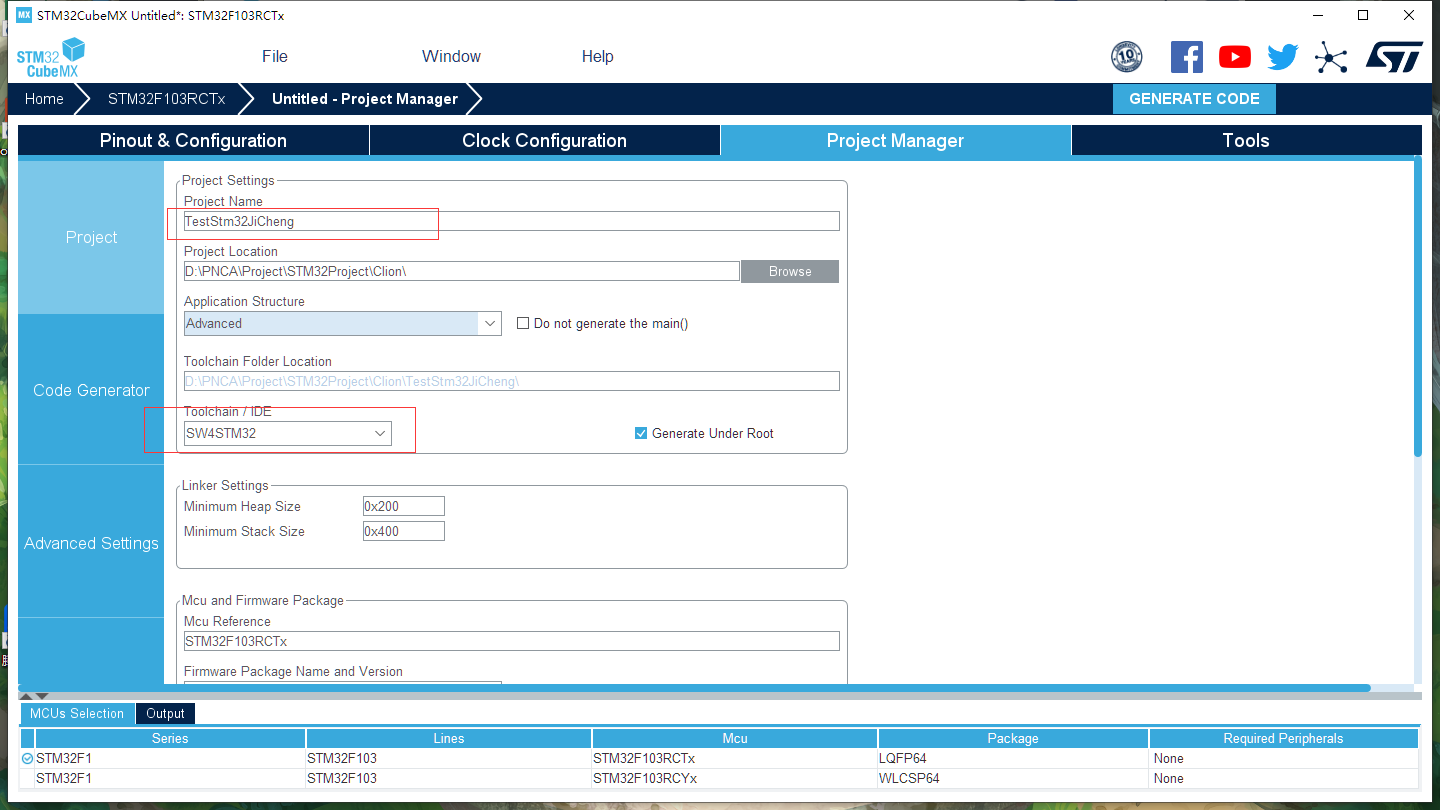 MX STM32CubeMX Untitled*: STM32F103RCTx
STM32 CubeMX
File Window Help
10
ST
Home STM32F103RCTx Untitled - Project Manager GENERATE CODE
Pinout & Configuration Clock Configuration Project Manager Tools
Project
Code Generator
Advanced Settings
Project Settings
Project Name
TestStm32JiCheng
Project Location
D:\PNCA\Project\STM32Project\Clion\ Browse
Application Structure
Advanced Do not generate the main()
Toolchain Folder Location
D:\PNCA\Project\STM32Project\Clion\TestStm32JiCheng\
Toolchain / IDE
SW4STM32 Generate Under Root
Linker Settings
Minimum Heap Size 0x200
Minimum Stack Size 0x400
Mcu and Firmware Package
Mcu Reference
STM32F103RCTx
Firmware Package Name and Version
MCUs Selection Output
Series Lines Mcu Package Required Peripherals
STM32F1 STM32F103 STM32F103RCTx LQFP64 None
STM32F1 STM32F103 STM32F103RCYx WLCSP64 None